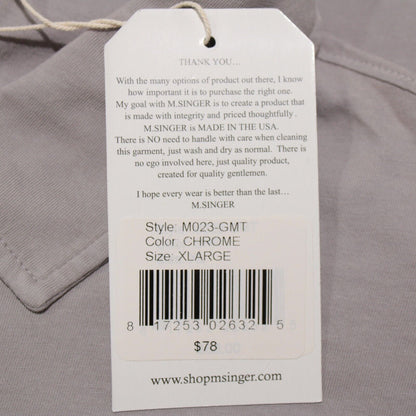 THANK YOU…
With the many options of product out there, I know
how important it is to purchase the right one.
My goal with M.SINGER is to create a product that
is made with integrity and priced thoughtfully .
M.SINGER is MADE IN THE USA.
There is NO need to handle with care when cleaning
this garment, just wash and dry as normal. There is
no ego involved here, just quality product,
created for quality gentlemen.
I hope every wear is better than the last…
M.SINGER
Style: M023-GMT
Color: CHROME
Size: XLARGE
8 17253 02632 5
$78
www.shopmsinger.com